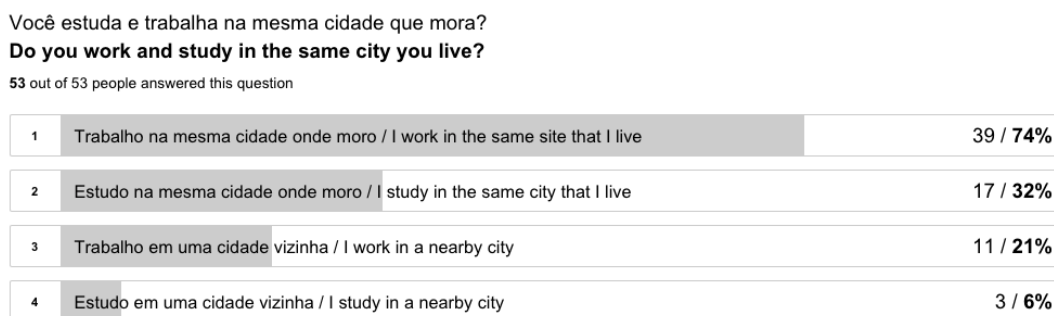 Você estuda e trabalha na mesma cidade que mora?
Do you work and study in the same city you live?
53 out of 53 people answered this question
1 Trabalho na mesma cidade onde moro / I work in the same site that I live 39 / 74%
2 Estudo na mesma cidade onde moro / I study in the same city that I live 17 / 32%
3 Trabalho em uma cidade vizinha / I work in a nearby city 11 / 21%
4 Estudo em uma cidade vizinha / I study in a nearby city 3 / 6%